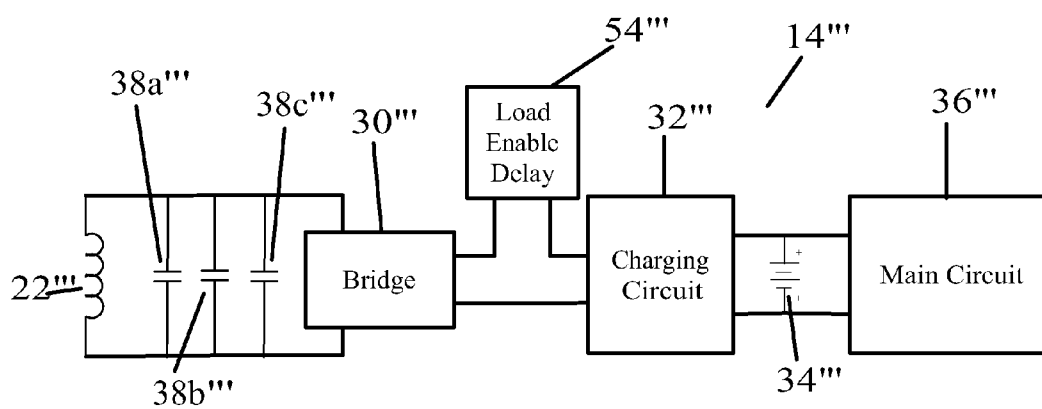 54'''
14'''
38a'''
38c'''
30'''
Load
Enable
Delay
32'''
36'''
22'''
Bridge
Charging
Circuit
+
-
Main Circuit
38b'''
34'''